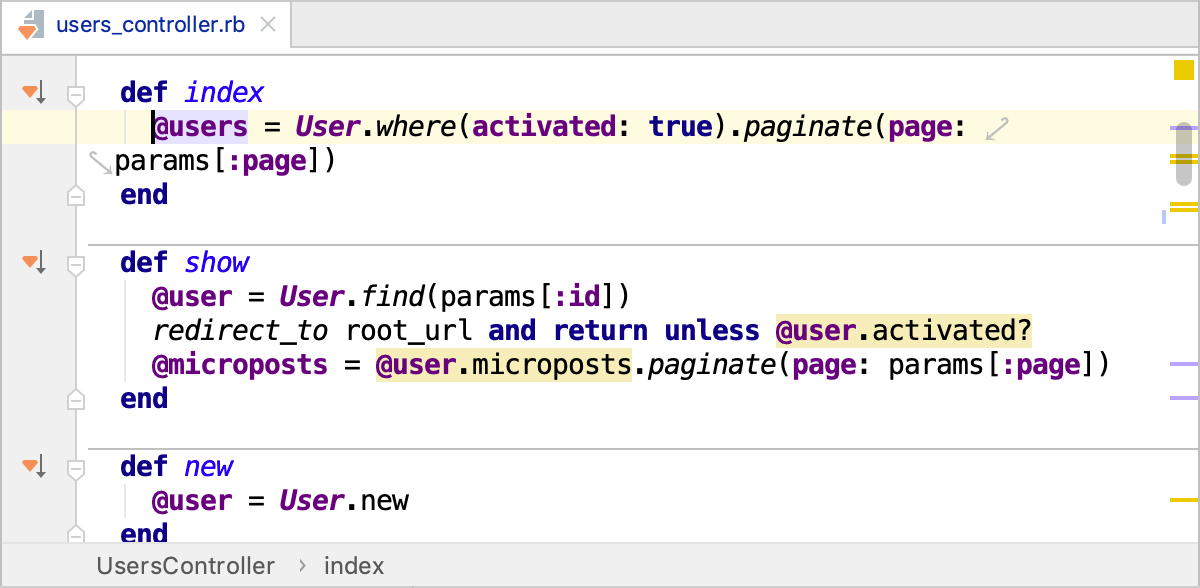 users_controller.rb
def index
@users = User.where(activated: true).paginate(page:
params[:page])
end
def show
@user = User.find(params[:id])
redirect_to root_url and return unless @user.activated?
@microposts = @user.microposts.paginate(page: params[:page])
end
def new
@user = User.new
end
UsersController › index